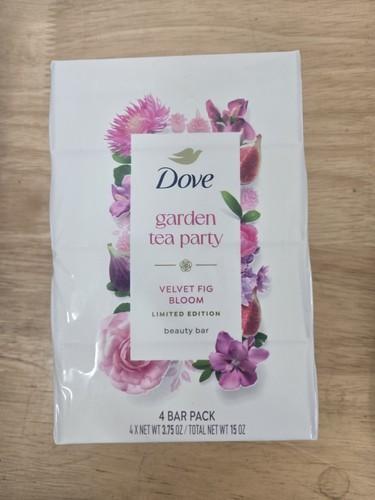 Dove
garden
tea party
VELVET FIG
BLOOM
LIMITED EDITION
beauty bar
4 BAR PACK
4 X NET WT 3.75 OZ / TOTAL NET WT 15 OZ